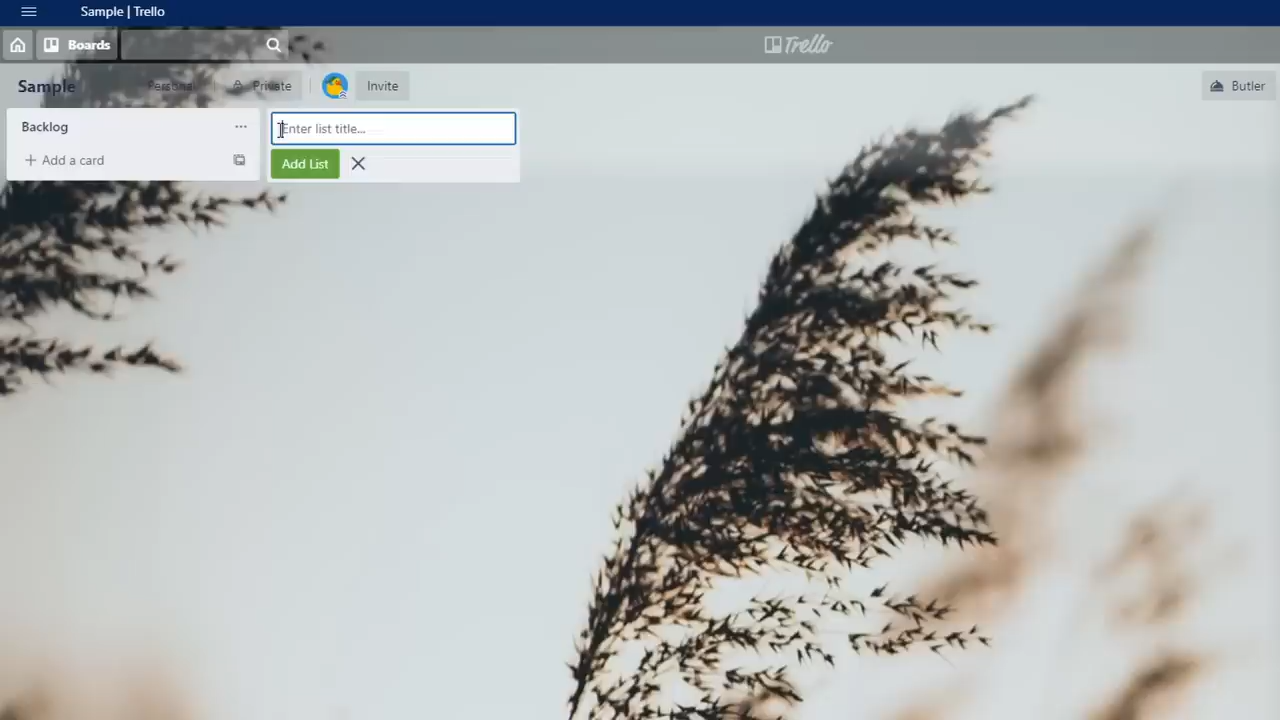 Sample | Trello
Boards
Trello
Sample
Personal
Private
Invite
Butler
Backlog
Enter list title...
Add a card
Add List